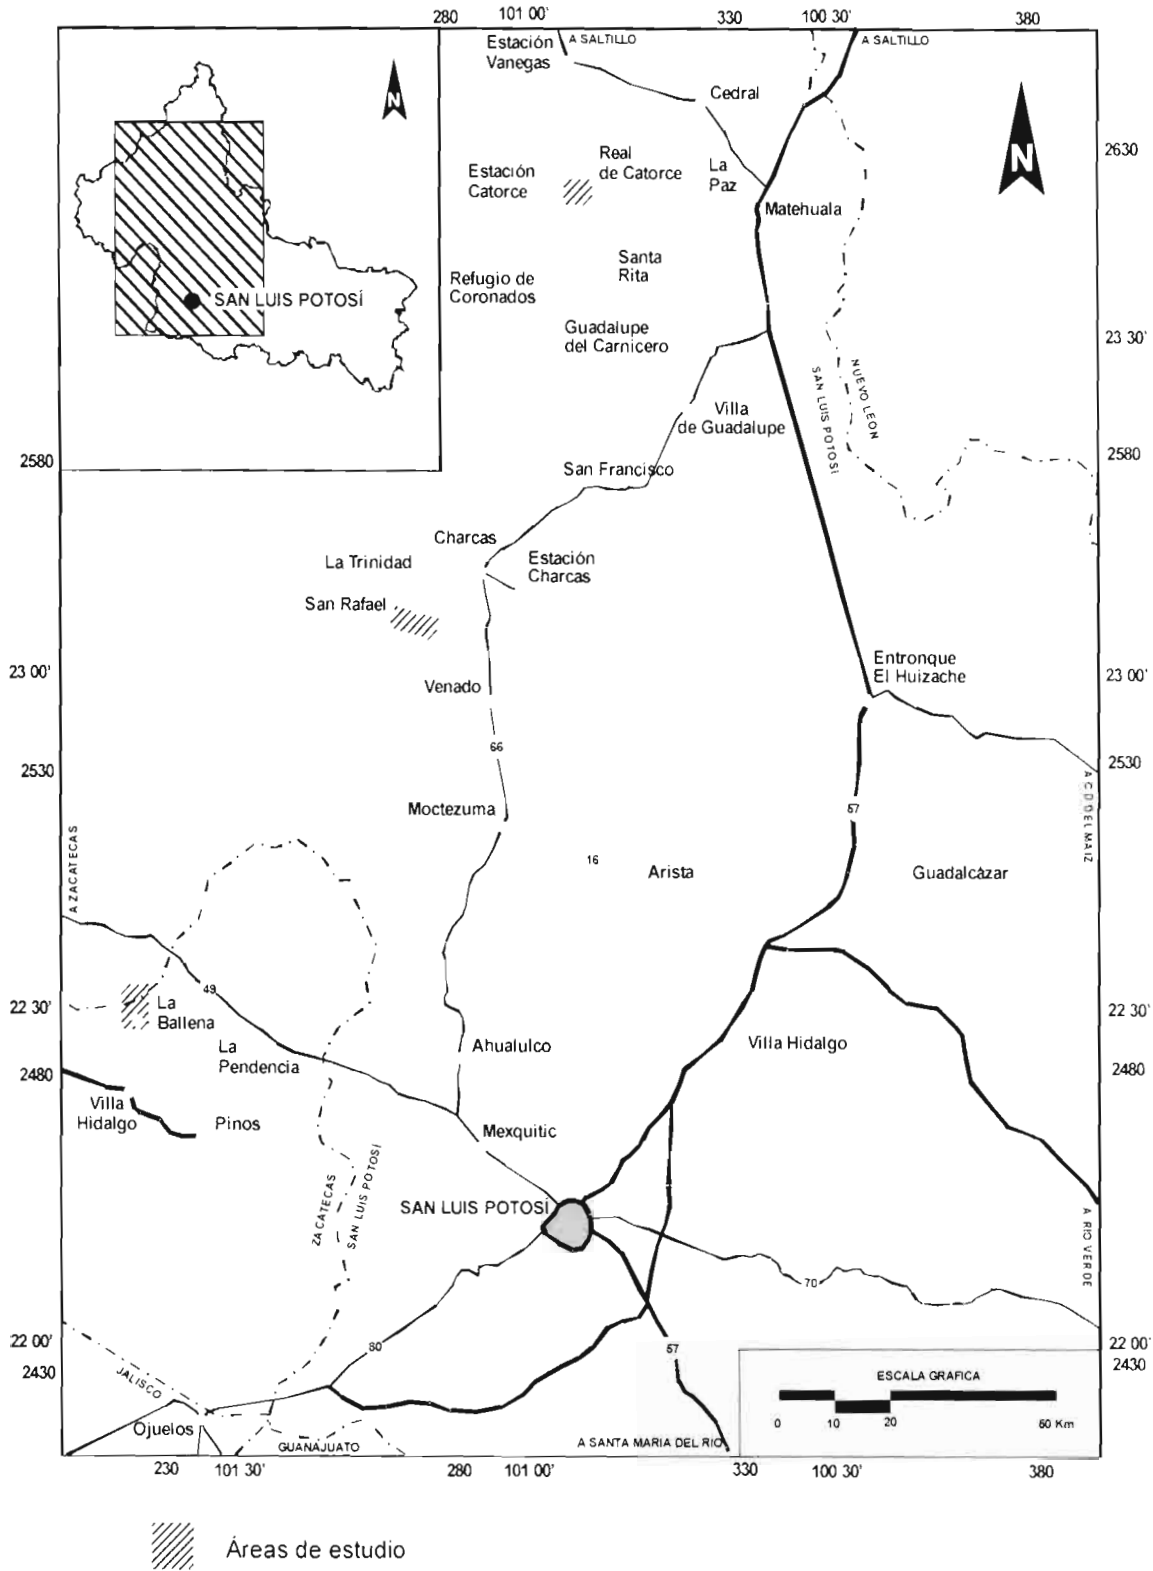 280
101 00'
330
100 30'
380
A SALTILLO
A SALTILLO
Estación
Vanegas
7
Cedral
N
N
2630
Real
de Catorce
La
Paz
Estación
Catorce
Matehuala
Santa
Rita
Refugio de
Coronados
SAN LUIS POTOSÍ
Guadalupe
del Carnicero
23 30'
NUEVO LEON
SAN LUIS POTOSI
Villa
de Guadalupe
2580
2580
San Francisco
Charcas
La Trinidad
Estación
Charcas
San Rafael
Entronque
El Huizache
23 00'
23 00'
Venado
66
2530
2530
A C D DEL MAIZ
Moctezuma
57
A ZACATECAS
16
Arista
Guadalcázar
49
22 30'
22 30'
La
Ballena
La
Pendencia
Ahualulco
Villa Hidalgo
2480
2480
Villa
Hidalgo
Pinos
Mexquitic
ZACATECAS
SAN LUIS POTOSÍ
SAN LUIS POTOSÍ
A RIO VERDE
70
22 00'
2430
80
57
22 00'
2430
JALISCO
ESCALA GRAFICA
0
10
20
50 Km
Ojuelos
GUANAJUATO
A SANTA MARIA DEL RIO
230
101 30'
280
101 00'
330
100 30'
380
Áreas de estudio